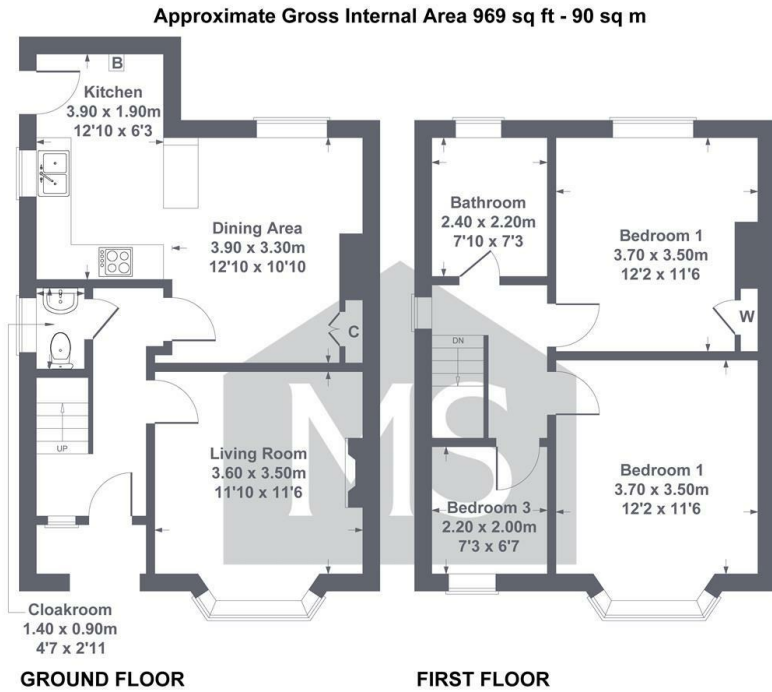 Approximate Gross Internal Area 969 sq ft - 90 sq m
B
Kitchen
3.90 x 1.90m
12'10 x 6'3
Dining Area
3.90 x 3.30m
12'10 x 10'10
C
UP
Living Room
3.60 x 3.50m
11'10 x 11'6
Cloakroom
1.40 x 0.90m
4'7 x 2'11
GROUND FLOOR
Bathroom
2.40 x 2.20m
7'10 x 7'3
Bedroom 1
3.70 x 3.50m
12'2 x 11'6
W
DN
Bedroom 1
3.70 x 3.50m
12'2 x 11'6
Bedroom 3
2.20 x 2.00m
7'3 x 6'7
FIRST FLOOR
MS